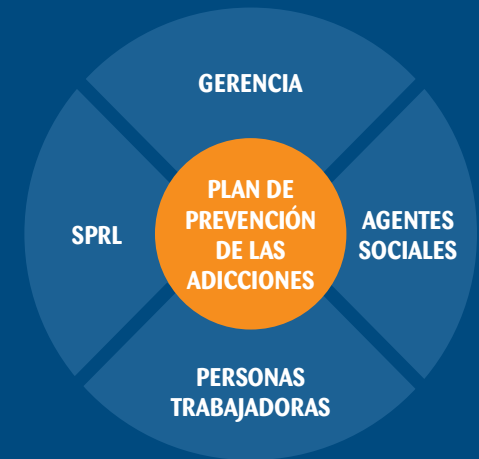 GERENCIA
SPRL
PLAN DE
PREVENCIÓN
DE LAS
ADICCIONES
AGENTES
SOCIALES
PERSONAS
TRABAJADORAS